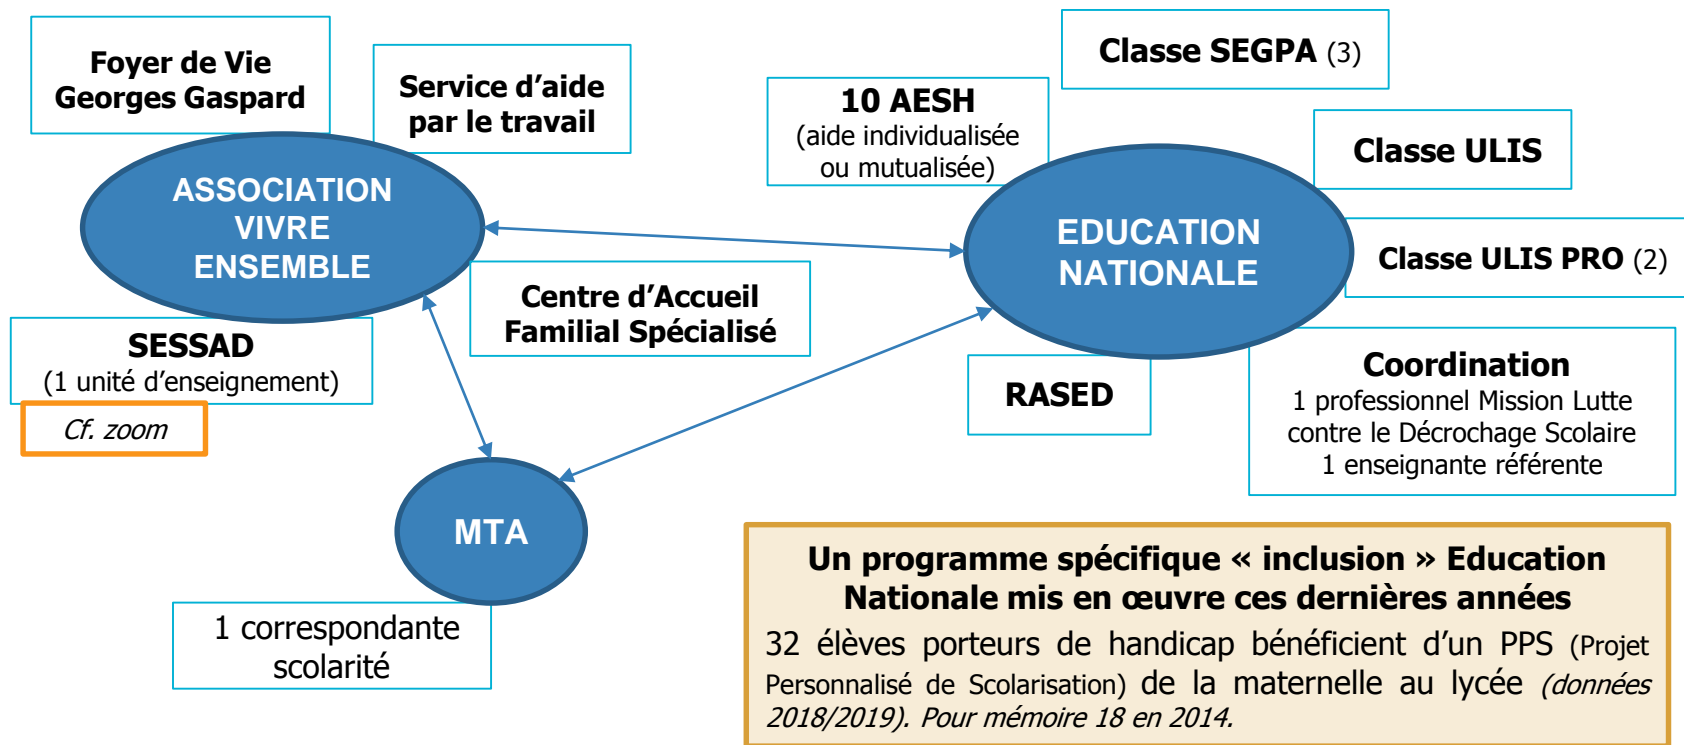 Foyer de Vie
Georges Gaspard
Service d'aide
par le travail
ASSOCIATION
VIVRE
ENSEMBLE
Centre d'Accueil
Familial Spécialisé
SESSAD
(1 unité d'enseignement)
Cf. zoom
Classe SEGPA (3)
10 AESH
(aide individualisée
ou mutualisée)
Classe ULIS
EDUCATION
NATIONALE
Classe ULIS PRO (2)
RASED
Coordination
1 professionnel Mission Lutte
contre le Décrochage Scolaire
1 enseignante référente
MTA
1 correspondante
scolarité
Un programme spécifique « inclusion » Education
Nationale mis en œuvre ces dernières années
32 élèves porteurs de handicap bénéficient d'un PPS (Projet
Personnalisé de Scolarisation) de la maternelle au lycée (données
2018/2019). Pour mémoire 18 en 2014.